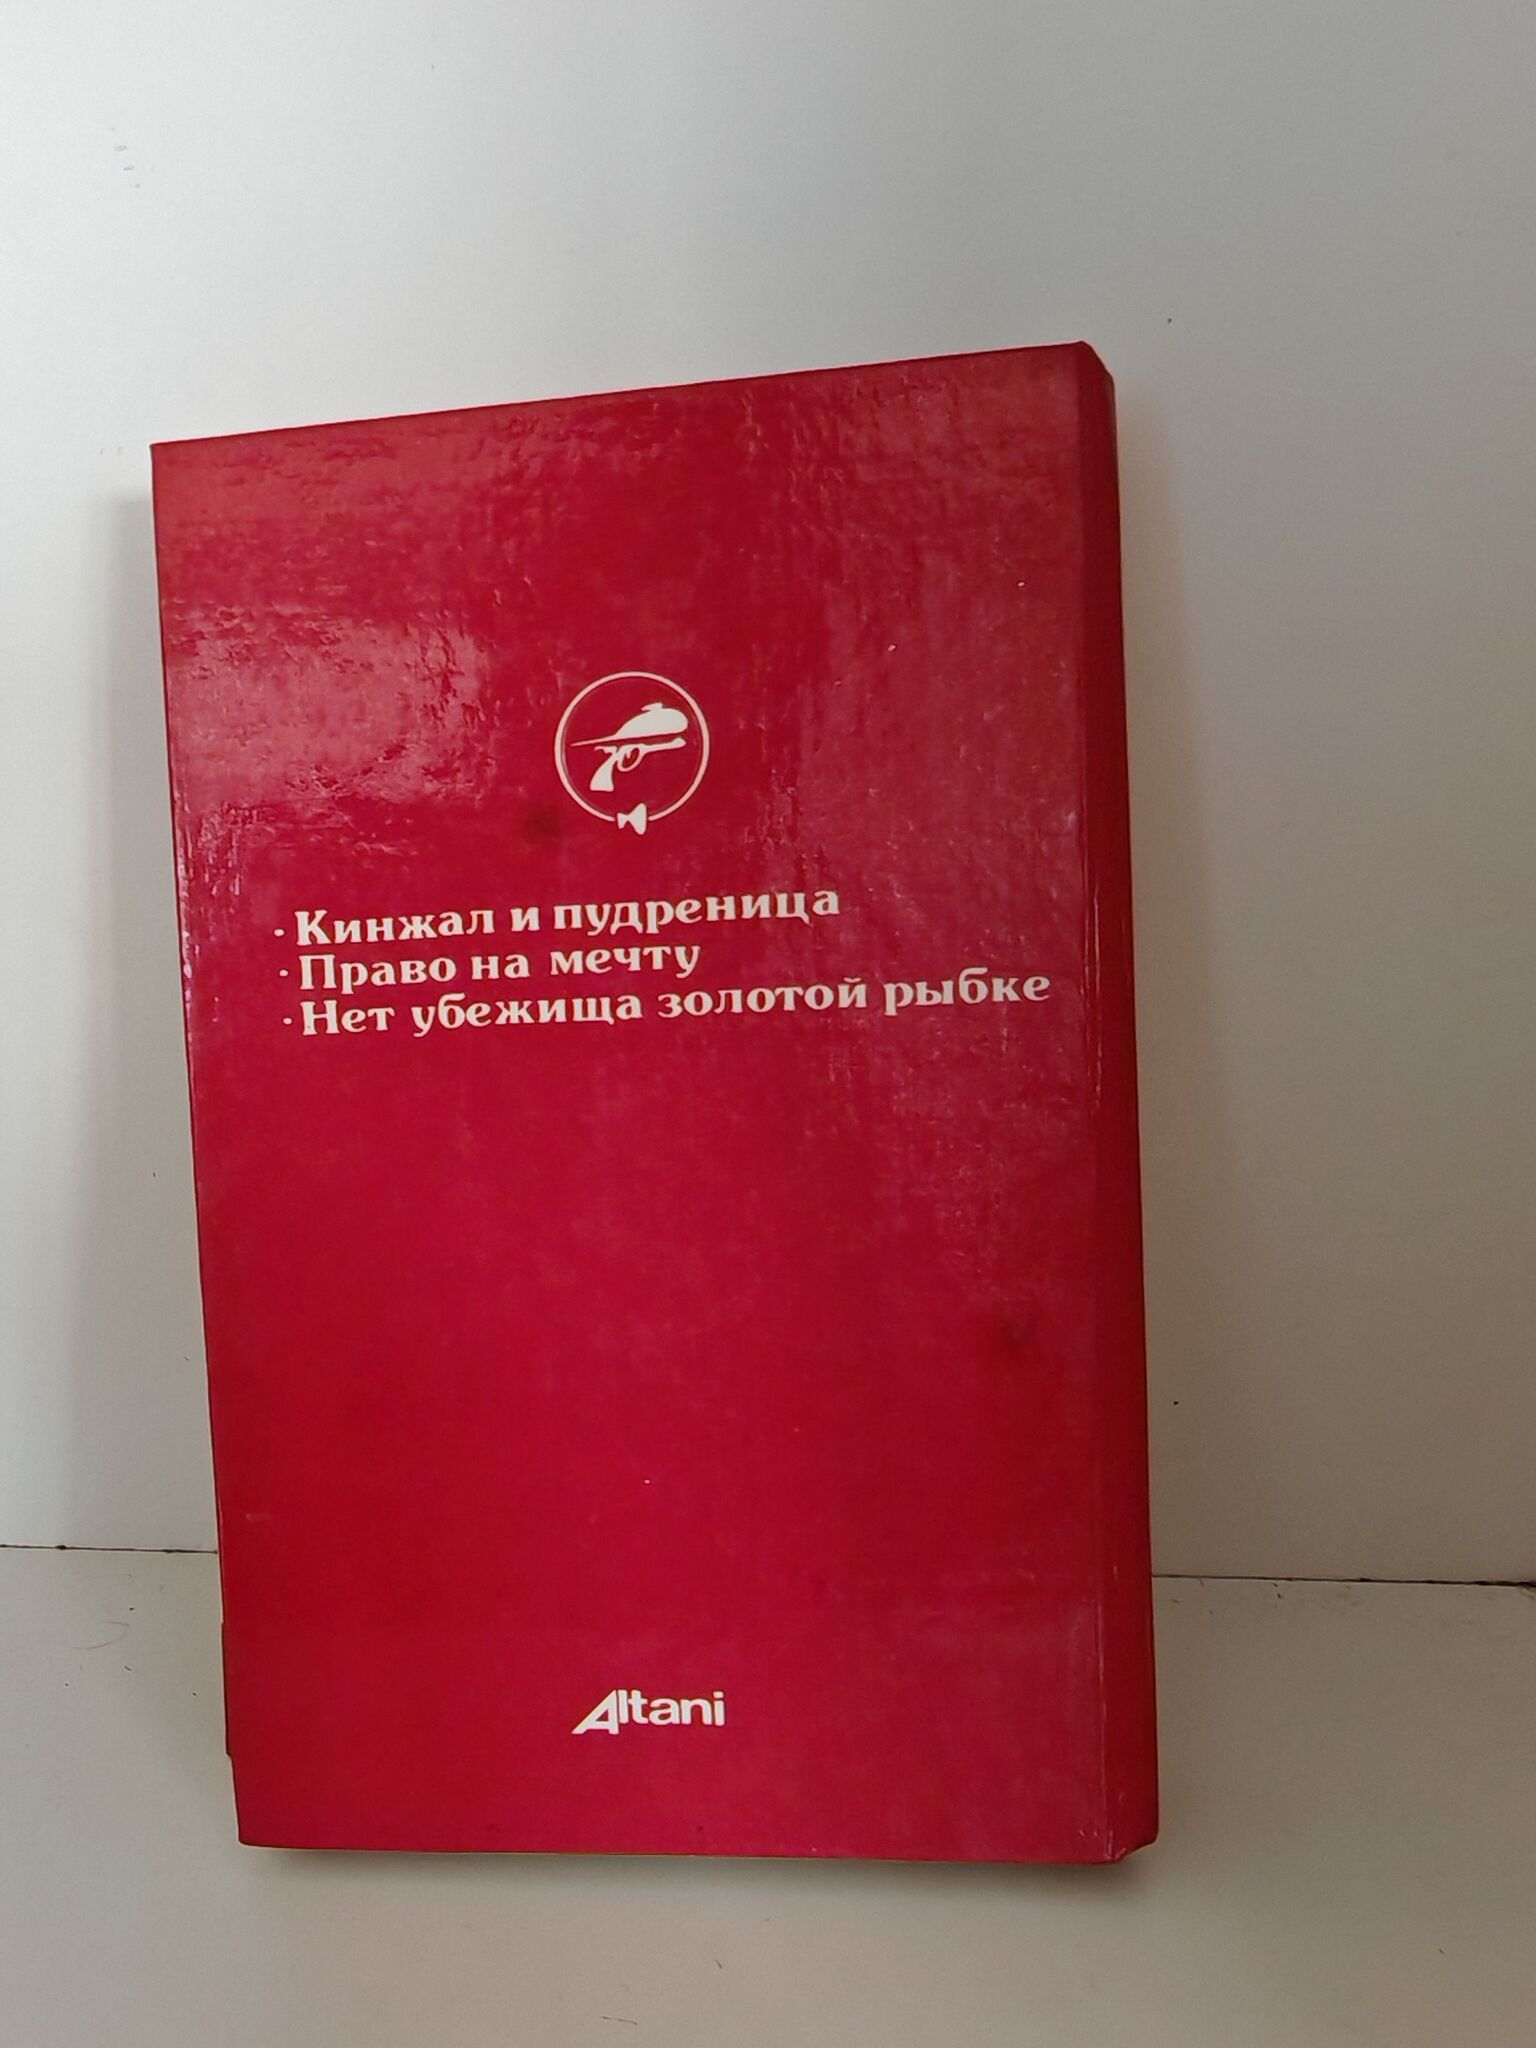 · Кинжал и пудреница
· Право на мечту
· Нет убежища золотой рыбке
Altani